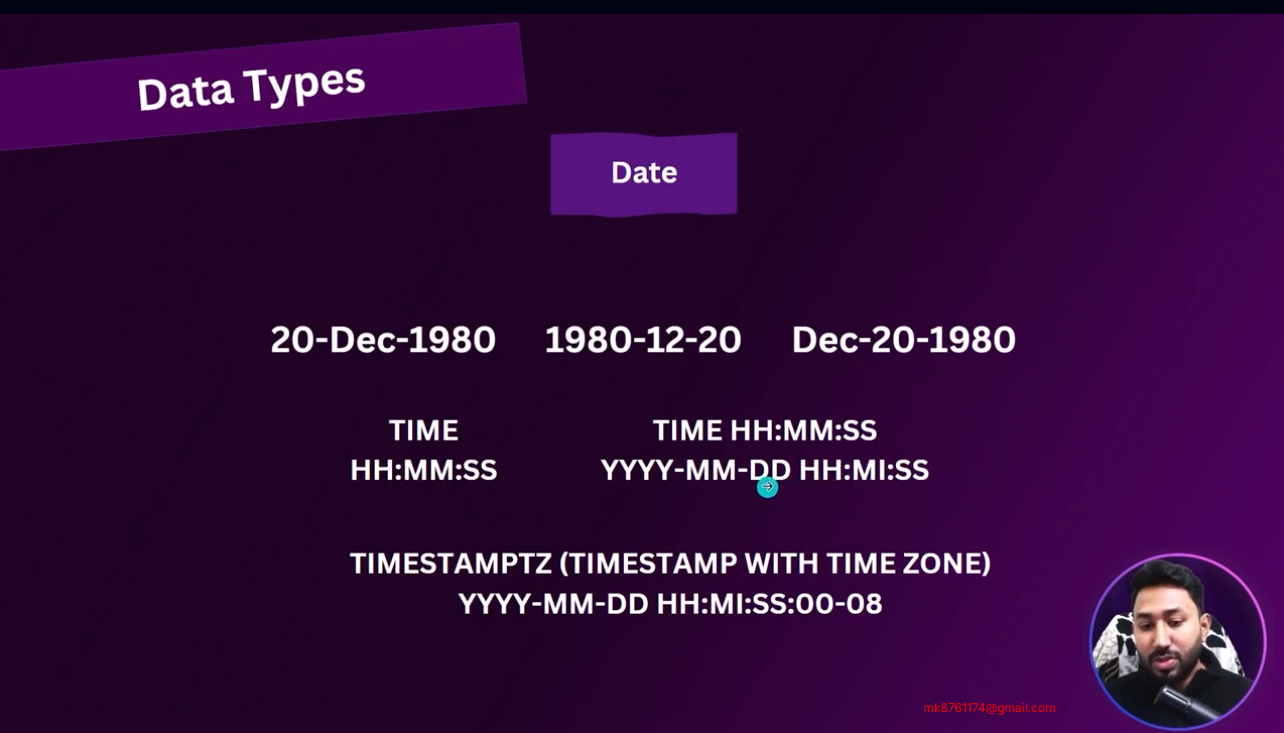 Data Types
Date
20-Dec-1980 1980-12-20 Dec-20-1980
TIME
HH:MM:SS
TIME HH:MM:SS
YYYY-MM-DD HH:MI:SS
TIMESTAMPTZ (TIMESTAMP WITH TIME ZONE)
YYYY-MM-DD HH:MI:SS:00-08
mk8761174@gmail.com